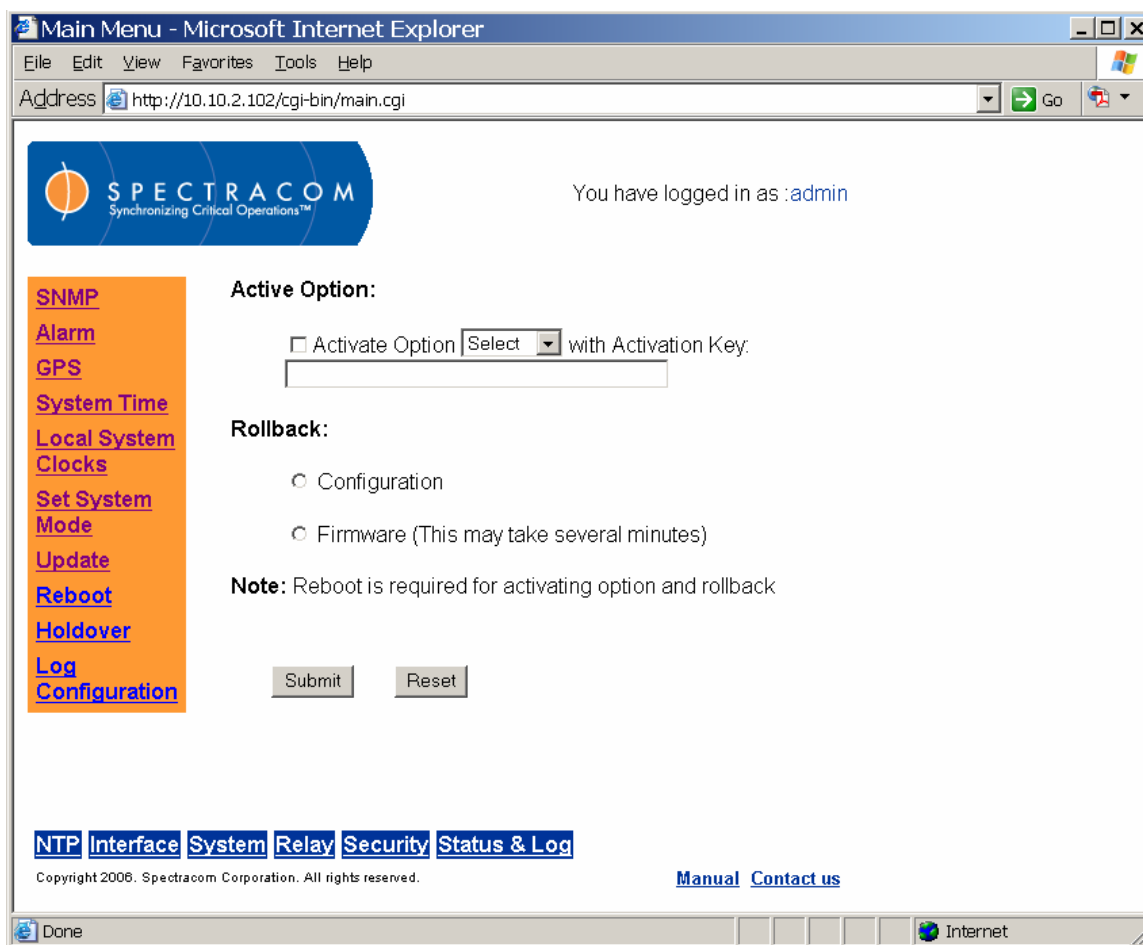 Main Menu - Microsoft Internet Explorer
File Edit View Favorites Tools Help
Address http://10.10.2.102/cgi-bin/main.cgi Go
SPECTRACOM
Synchronizing Critical Operations™
You have logged in as :admin
SNMP
Alarm
GPS
System Time
Local System
Clocks
Set System
Mode
Update
Reboot
Holdover
Log
Configuration
Active Option:
Activate Option Select with Activation Key:
Rollback:
Configuration
Firmware (This may take several minutes)
Note: Reboot is required for activating option and rollback
Submit Reset
NTP Interface System Relay Security Status & Log
Copyright 2006. Spectracom Corporation. All rights reserved.
Manual Contact us
Done Internet